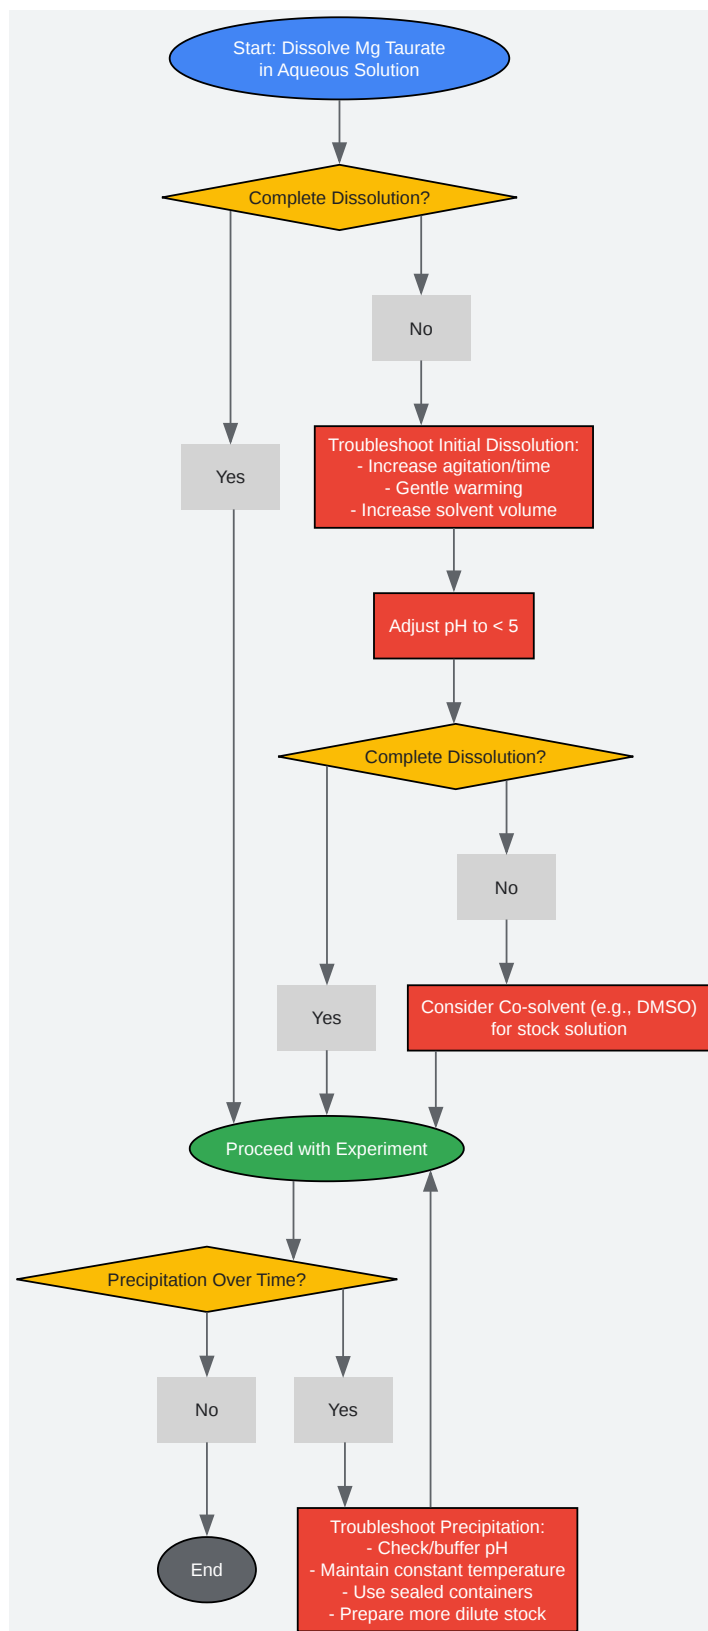 Start: Dissolve Mg Taurate
in Aqueous Solution
Complete Dissolution?
No
Troubleshoot Initial Dissolution:
- Increase agitation/time
- Gentle warming
- Increase solvent volume
Yes
Adjust pH to < 5
Complete Dissolution?
No
Consider Co-solvent (e.g., DMSO)
for stock solution
Yes
Proceed with Experiment
Precipitation Over Time?
No
Yes
Troubleshoot Precipitation:
- Check/buffer pH
- Maintain constant temperature
- Use sealed containers
- Prepare more dilute stock
End